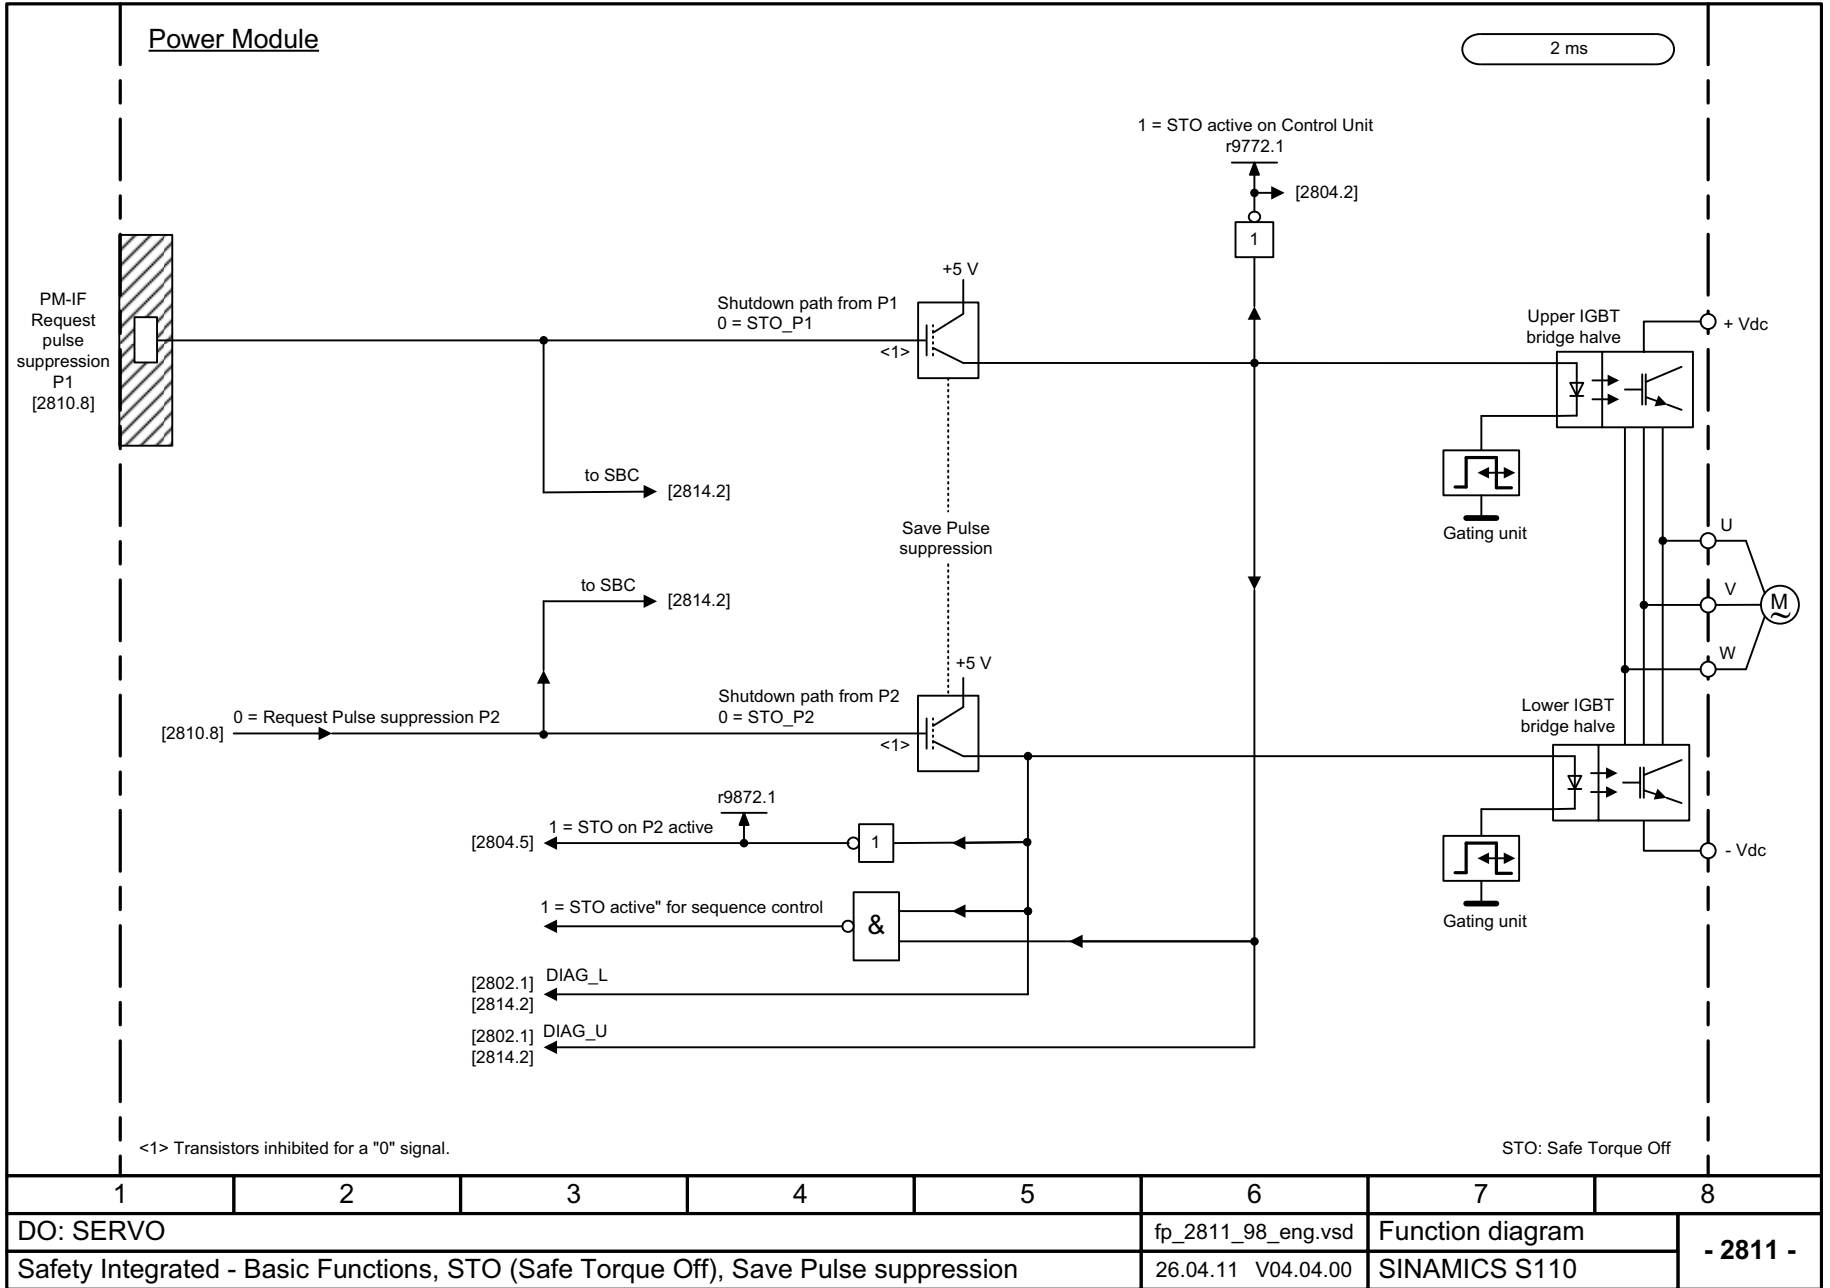 Power Module
2 ms
1 = STO active on Control Unit
r9772.1
[2804.2]
1
+5 V
PM-IF
Request
pulse
suppression
P1
[2810.8]
Shutdown path from P1
0 = STO_P1
<1>
Upper IGBT
bridge halve
+ Vdc
to SBC
[2814.2]
Gating unit
Save Pulse
suppression
U
V
W
M
~
to SBC
[2814.2]
+5 V
[2810.8]
0 = Request Pulse suppression P2
Shutdown path from P2
0 = STO_P2
<1>
Lower IGBT
bridge halve
r9872.1
[2804.5]
1 = STO on P2 active
1
- Vdc
1 = STO active" for sequence control
&
Gating unit
[2802.1]
[2814.2]
DIAG_L
[2802.1]
[2814.2]
DIAG_U
<1> Transistors inhibited for a "0" signal.
STO: Safe Torque Off
1 2 3 4 5 6 7 8
DO: SERVO
fp_2811_98_eng.vsd
Function diagram
- 2811 -
Safety Integrated - Basic Functions, STO (Safe Torque Off), Save Pulse suppression
26.04.11 V04.04.00
SINAMICS S110